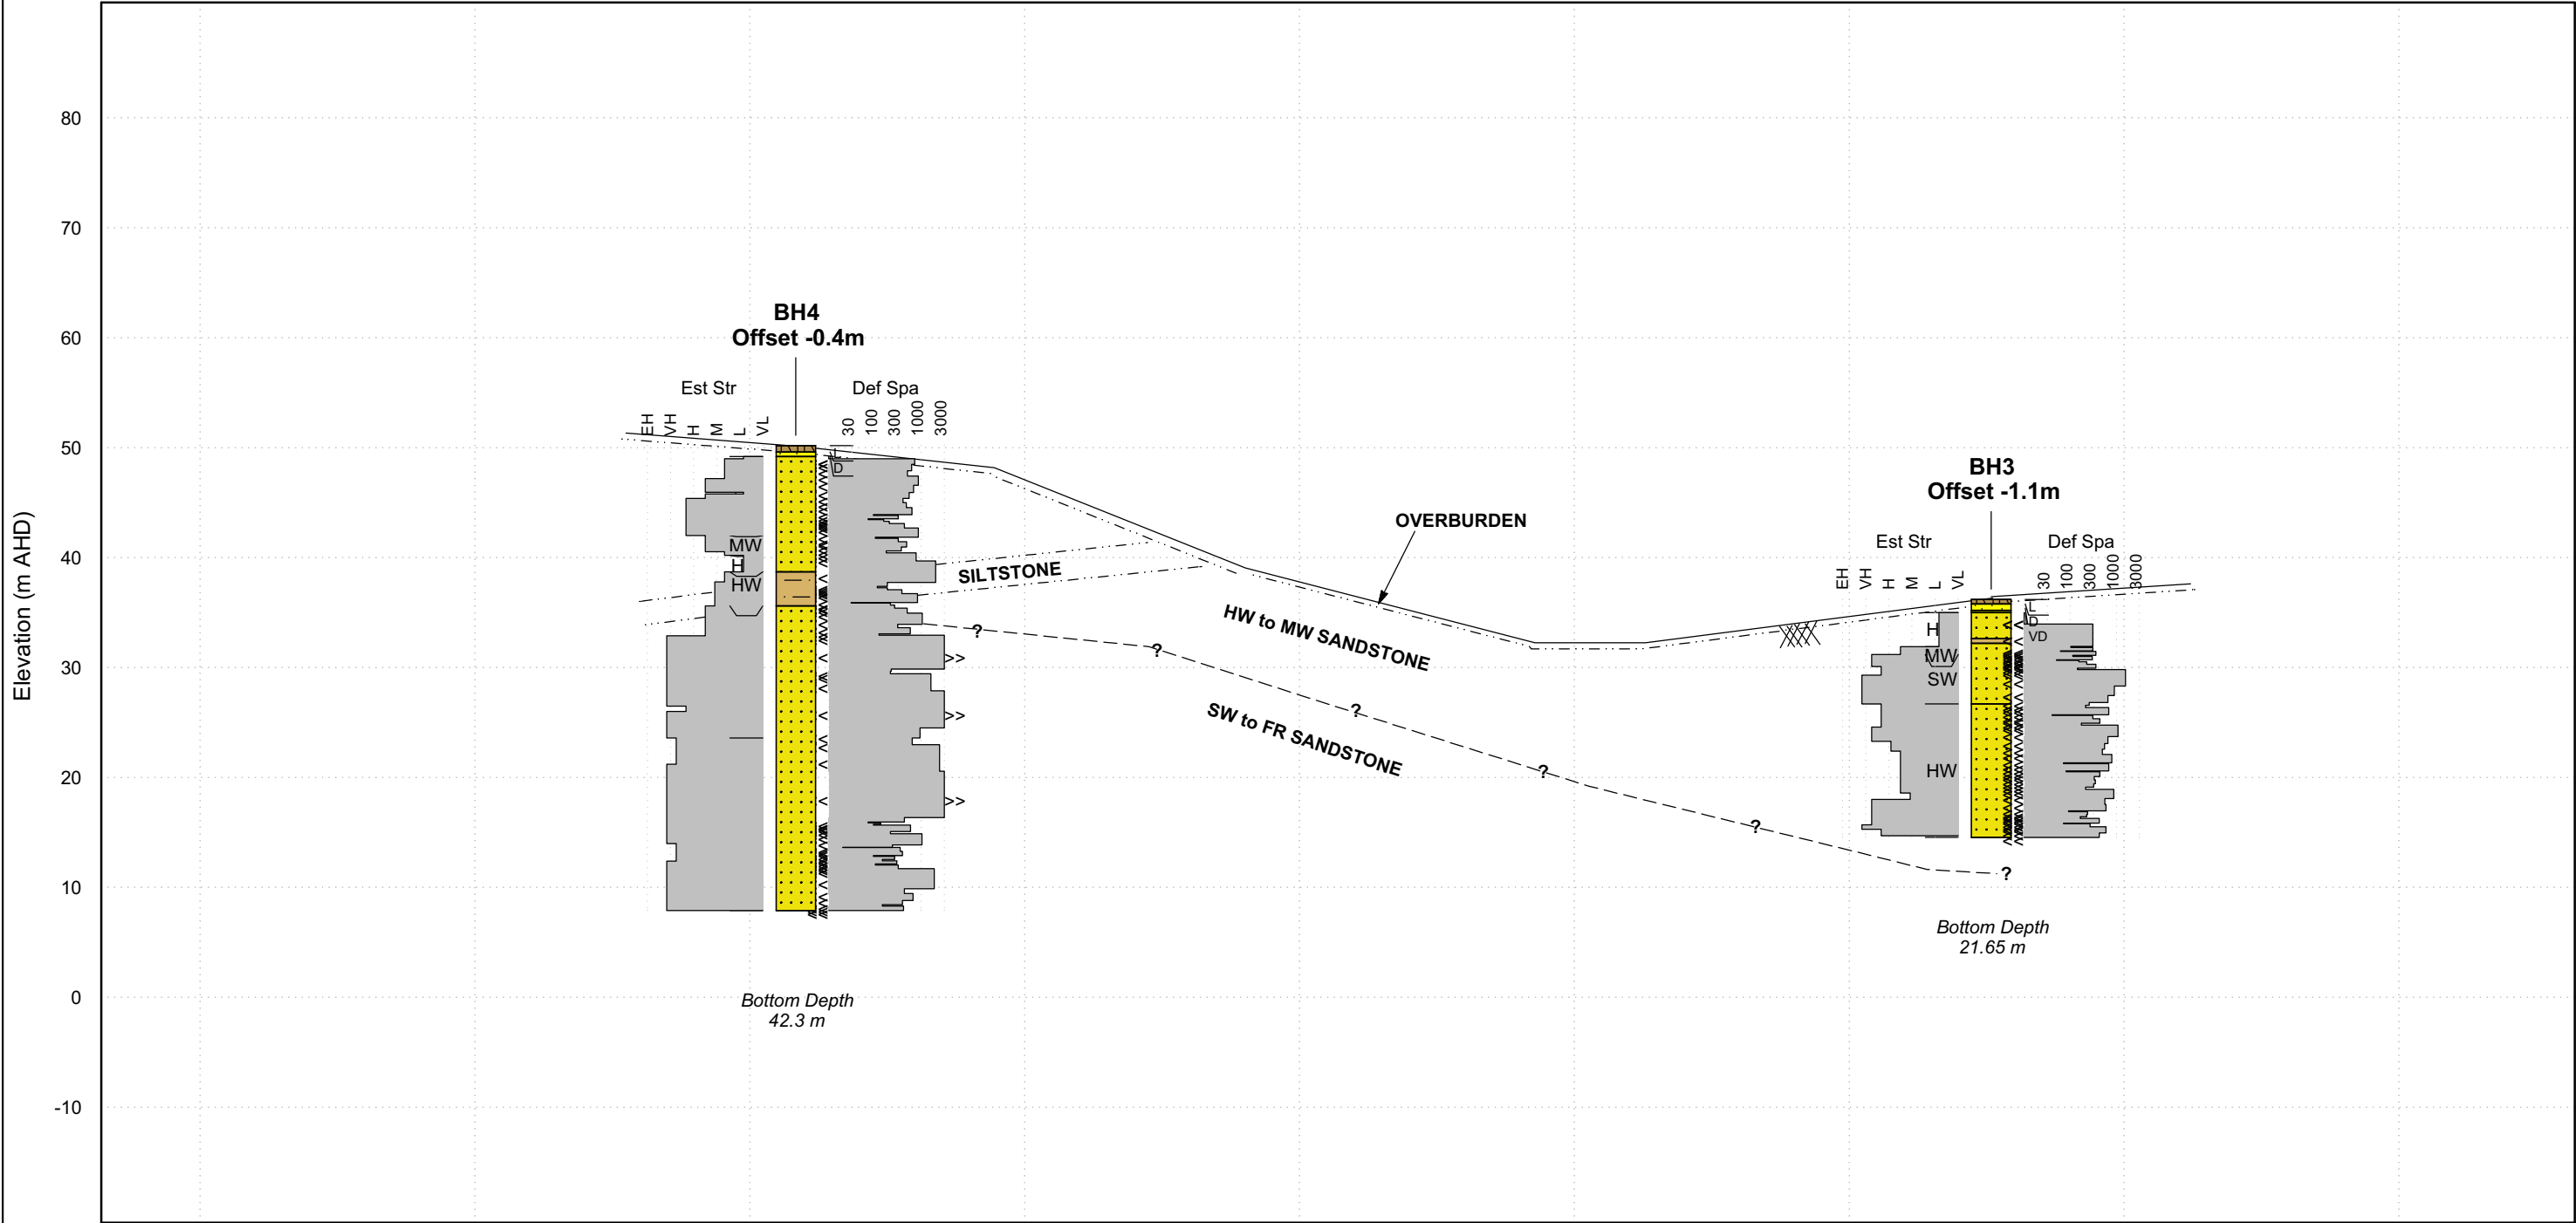 Elevation (m AHD)
80
70
60
50
40
30
20
10
0
-10
BH4
Offset -0.4m
Est Str
Def Spa
EH
VH
H
M
L
VL
30
100
300
1000
3000
L
D
MW
H
HW
>>
>>
>>
Bottom Depth
42.3 m
SILTSTONE
OVERBURDEN
HW to MW SANDSTONE
SW to FR SANDSTONE
?
?
?
?
?
?
BH3
Offset -1.1m
Est Str
Def Spa
EH
VH
H
M
L
VL
30
100
300
1000
3000
L
D
VD
H
MW
SW
HW
Bottom Depth
21.65 m